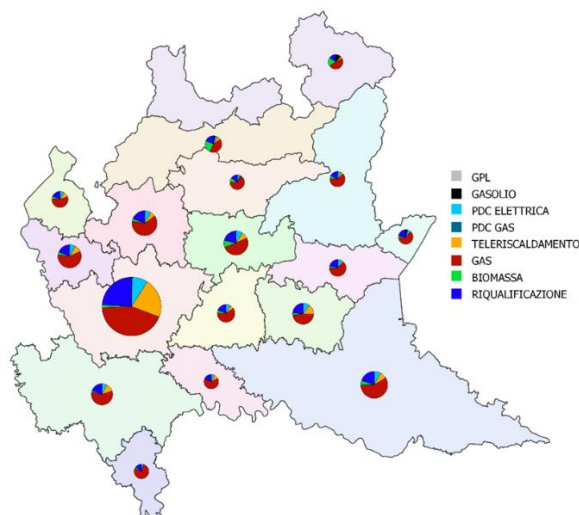 GPL
GASOLIO
PDC ELETTRICA
PDC GAS
TELERISCALDAMENTO
GAS
BIOMASSA
RIQUALIFICAZIONE